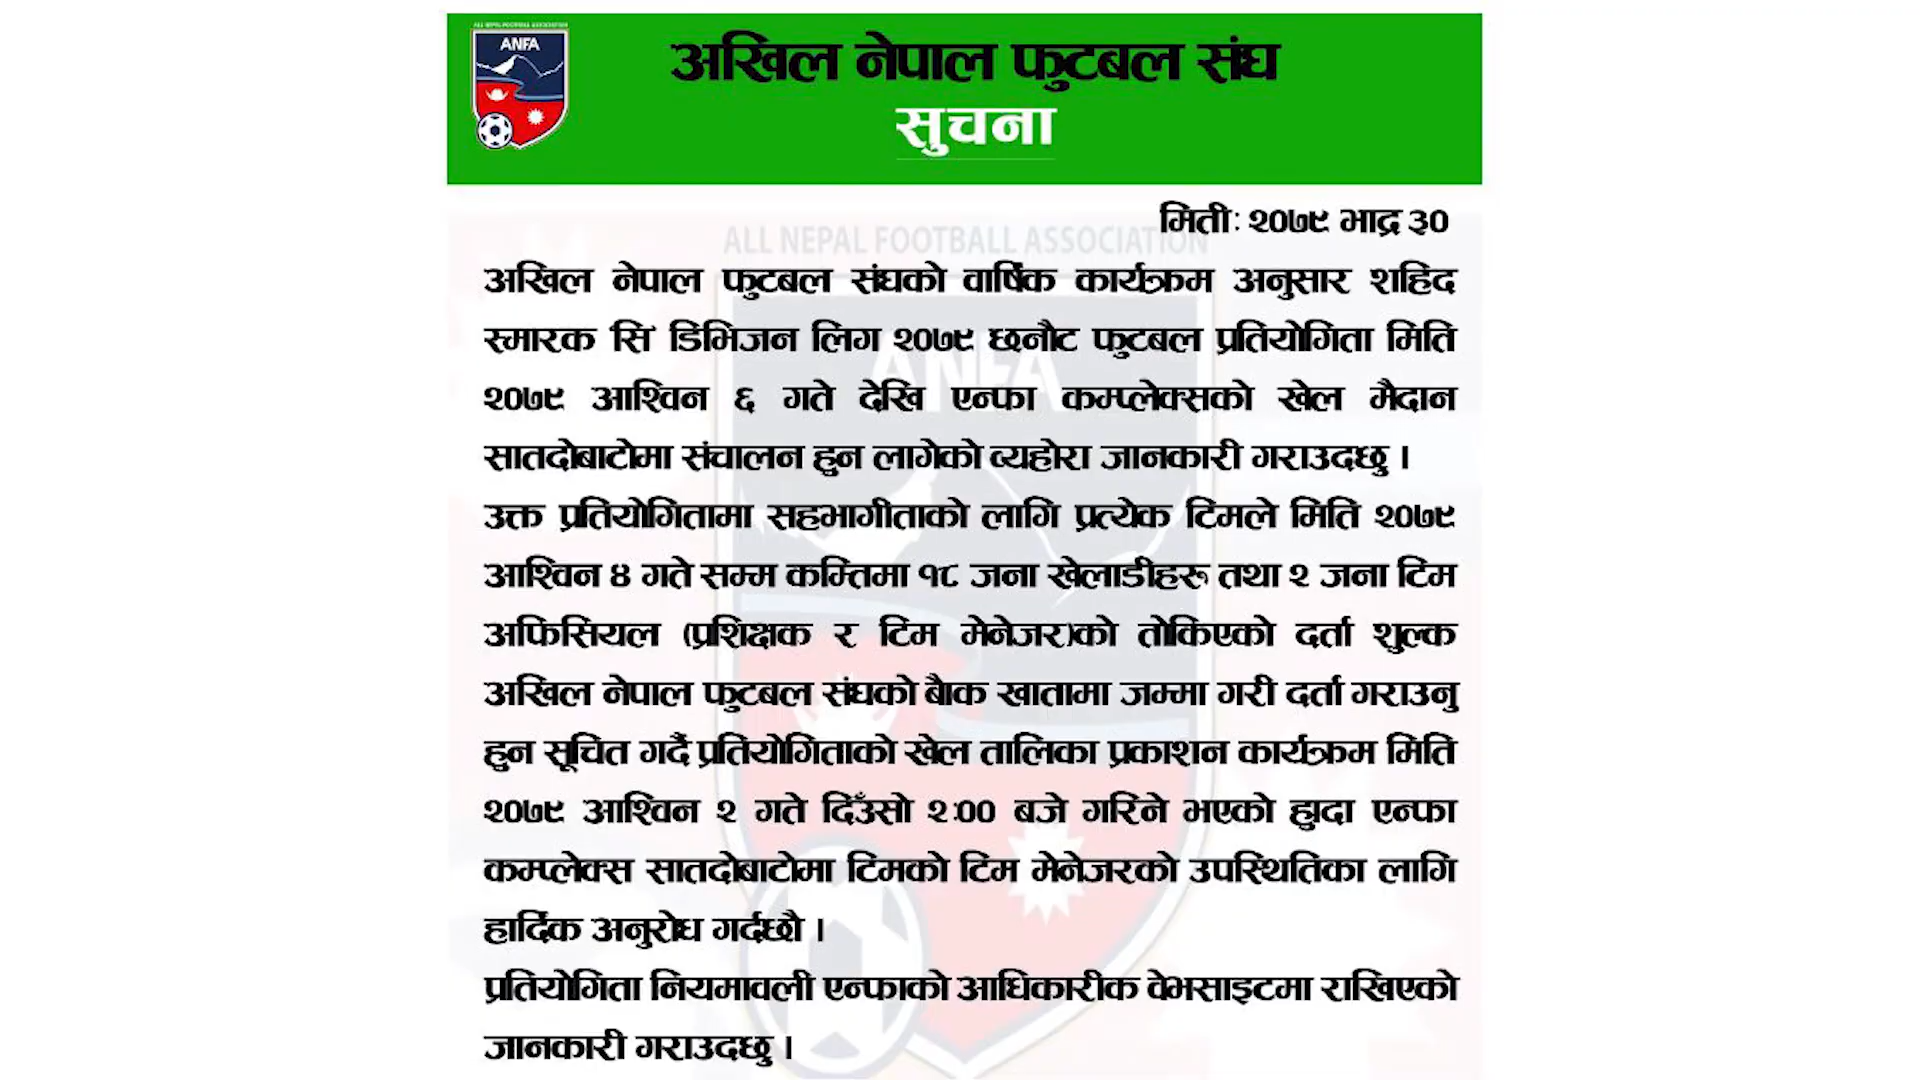 ALL NEPAL FOOTBALL ASSOCIATION
ANFA
अखिल नेपाल फुटबल संघ
सुचना
मितीः २०७९ भाद्र ३०
ALL NEPAL FOOTBALL ASSOCIATION
ANFA
अखिल नेपाल फुटबल संघको वार्षिक कार्यक्रम अनुसार शहिद
स्मारक 'सि' डिभिजन लिग २०७९ छनौट फुटबल प्रतियोगिता मिति
२०७९ आश्विन ६ गते देखि एन्फा कम्प्लेक्सको खेल मैदान
सातदोबाटोमा संचालन हुन लागेको व्यहोरा जानकारी गराउदछु ।
उक्त प्रतियोगितामा सहभागीताको लागि प्रत्येक टिमले मिति २०७९
आश्विन ४ गते सम्म कम्तिमा १८ जना खेलाडीहरू तथा २ जना टिम
अफिसियल (प्रशिक्षक र टिम मेनेजर)को तोकिएको दर्ता शुल्क
अखिल नेपाल फुटबल संघको बैाक खातामा जम्मा गरी दर्ता गराउनु
हुन सूचित गर्दै प्रतियोगिताको खेल तालिका प्रकाशन कार्यक्रम मिति
२०७९ आश्विन २ गते दिउँसो २:०० बजे गरिने भएको हुदा एन्फा
कम्प्लेक्स सातदोबाटोमा टिमको टिम मेनेजरको उपस्थितिका लागि
हार्दिक अनुरोध गर्दछौ ।
प्रतियोगिता नियमावली एन्फाको आधिकारीक वेभसाइटमा राखिएको
जानकारी गराउदछु ।